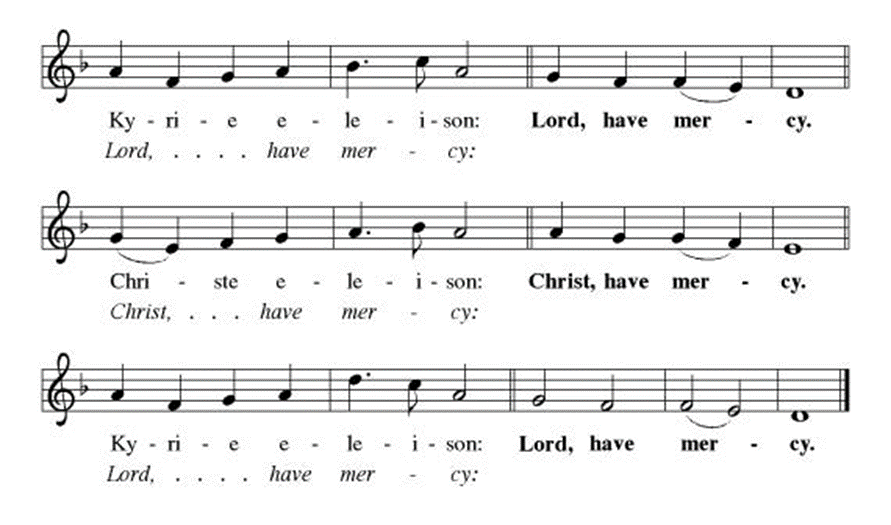 Ky - ri - e e - le - i - son: Lord, have mer - cy.
Lord, . . . . have mer - cy:
Chri - ste e - le - i - son: Christ, have mer - cy.
Christ, . . . have mer - cy:
Ky - ri - e e - le - i - son: Lord, have mer - cy.
Lord, . . . . have mer - cy: